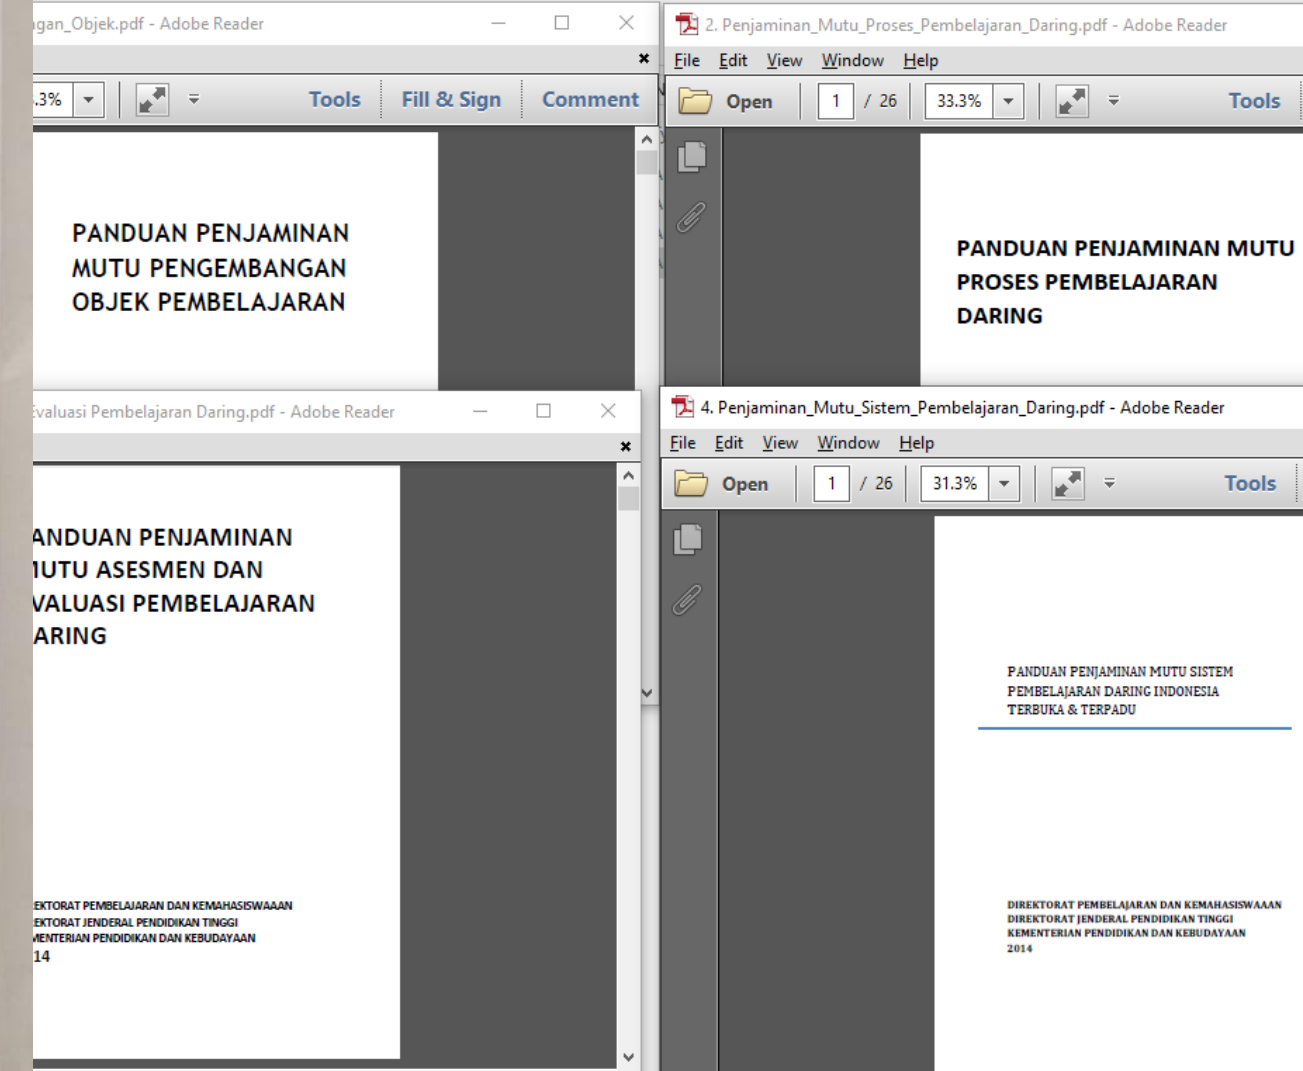 gan_Objek.pdf - Adobe Reader
.3%
Tools
Fill & Sign
Comment
PANDUAN PENJAMINAN
MUTU PENGEMBANGAN
OBJEK PEMBELAJARAN
2. Penjaminan_Mutu_Proses_Pembelajaran_Daring.pdf - Adobe Reader
File Edit View Window Help
Open 1 / 26 33.3% Tools
PANDUAN PENJAMINAN MUTU
PROSES PEMBELAJARAN
DARING
Evaluasi Pembelajaran Daring.pdf - Adobe Reader
ANDUAN PENJAMINAN
UTU ASESMEN DAN
VALUASI PEMBELAJARAN
ARING
EKTORAT PEMBELAJARAN DAN KEMAHASISWAAAN
EKTORAT JENDERAL PENDIDIKAN TINGGI
MENTERIAN PENDIDIKAN DAN KEBUDAYAAN
14
4. Penjaminan_Mutu_Sistem_Pembelajaran_Daring.pdf - Adobe Reader
File Edit View Window Help
Open 1 / 26 31.3% Tools
PANDUAN PENJAMINAN MUTU SISTEM
PEMBELAJARAN DARING INDONESIA
TERBUKA & TERPADU
DIREKTORAT PEMBELAJARAN DAN KEMAHASISWAAAN
DIREKTORAT JENDERAL PENDIDIKAN TINGGI
KEMENTERIAN PENDIDIKAN DAN KEBUDAYAAN
2014